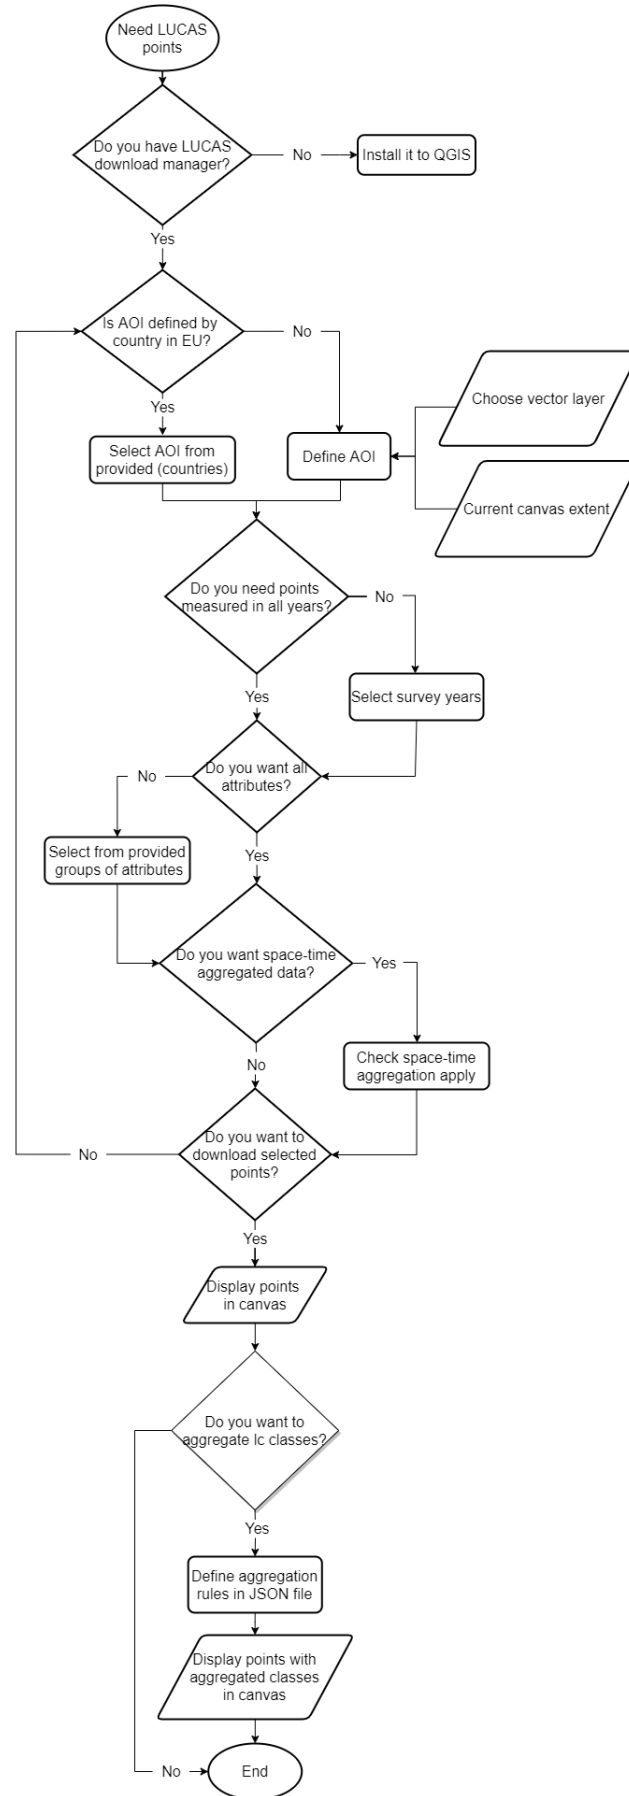 Need LUCAS
points
Do you have LUCAS
download manager?
No
Install it to QGIS
Yes
Is AOI defined by
country in EU?
No
Choose vector layer
Yes
Select AOI from
provided (countries)
Define AOI
Current canvas extent
Do you need points
measured in all years?
No
Yes
Select survey years
Do you want all
attributes?
No
Select from provided
groups of attributes
Yes
Do you want space-time
aggregated data?
Yes
Check space-time
aggregation apply
No
Do you want to
download selected
points?
No
Yes
Display points
in canvas
Do you want to
aggregate lc classes?
Yes
Define aggregation
rules in JSON file
Display points with
aggregated classes
in canvas
No
End